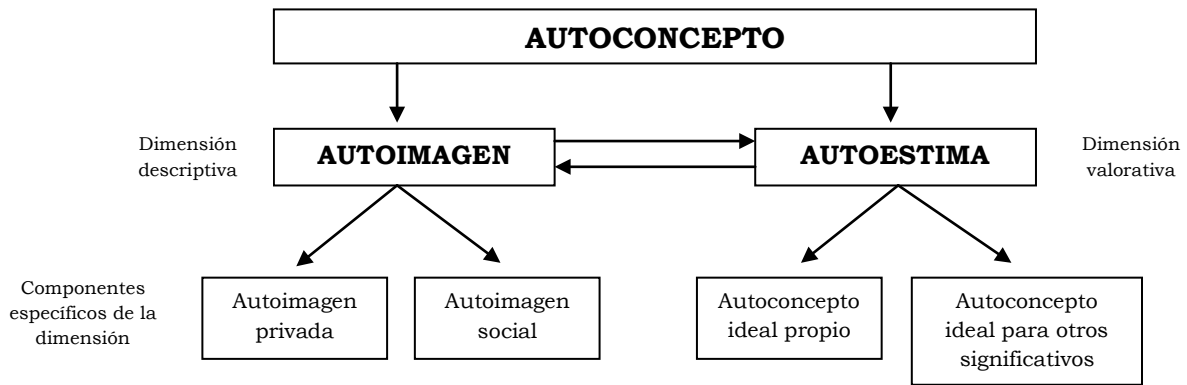 AUTOCONCEPTO
Dimensión
descriptiva
AUTOIMAGEN
AUTOESTIMA
Dimensión
valorativa
Componentes
específicos de la
dimensión
Autoimagen
privada
Autoimagen
social
Autoconcepto
ideal propio
Autoconcepto
ideal para otros
significativos